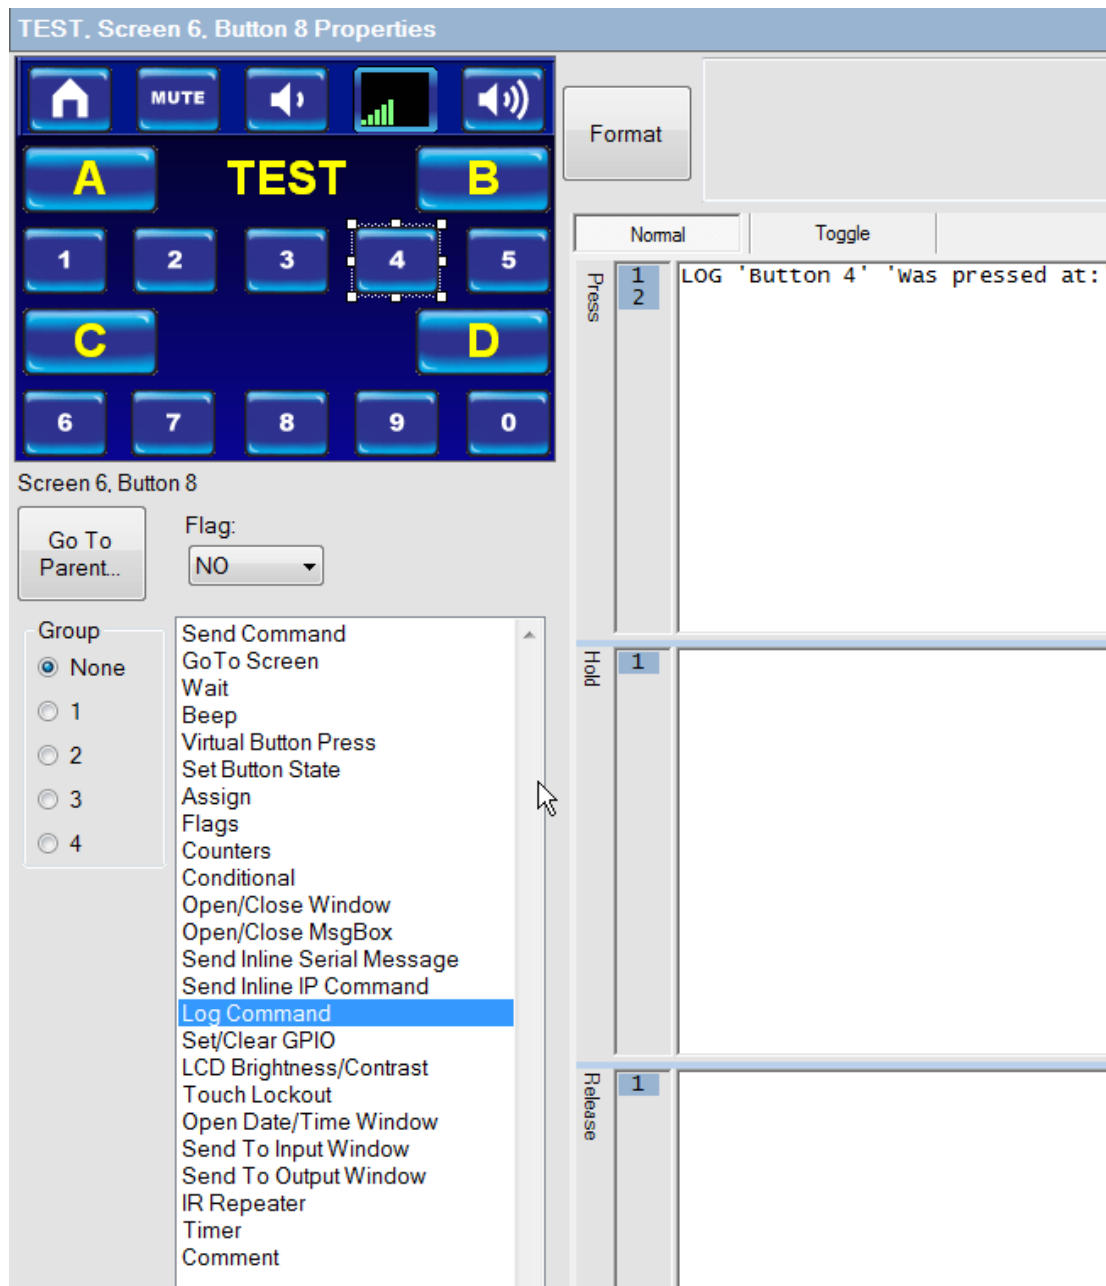 TEST, Screen 6, Button 8 Properties
MUTE
A TEST B
1 2 3 4 5
C D
6 7 8 9 0
Screen 6, Button 8
Go To
Parent...
Flag:
NO
Group
None
1
2
3
4
Send Command
GoTo Screen
Wait
Beep
Virtual Button Press
Set Button State
Assign
Flags
Counters
Conditional
Open/Close Window
Open/Close MsgBox
Send Inline Serial Message
Send Inline IP Command
Log Command
Set/Clear GPIO
LCD Brightness/Contrast
Touch Lockout
Open Date/Time Window
Send To Input Window
Send To Output Window
IR Repeater
Timer
Comment
Format
Normal Toggle
Press
1 LOG 'Button 4' 'Was pressed at:
2
Hold
1
Release
1